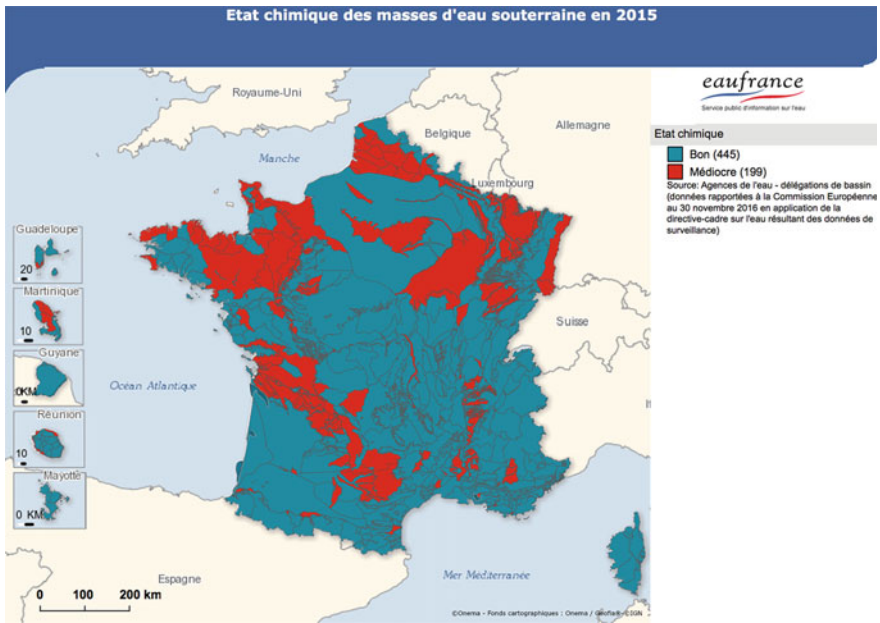 Etat chimique des masses d'eau souterraine en 2015
eaufrance
Service public d'information sur l'eau
Etat chimique
Bon (445)
Médiocre (199)
Source: Agences de l'eau - délégations de bassin
(données rapportées à la Commission Européenne
au 30 novembre 2016 en application de la
directive-cadre sur l'eau résultant des données de
surveillance)
Royaume-Uni
Belgique
Allemagne
Manche
Luxembourg
Suisse
Océan Atlantique
Espagne
Mer Méditerranée
Guadeloupe
20
Martinique
10
Guyane
0KM
Réunion
10
Mayotte
0 KM
0 100 200 km
©Onema - Fonds cartographiques : Onema / Géofla®-©IGN